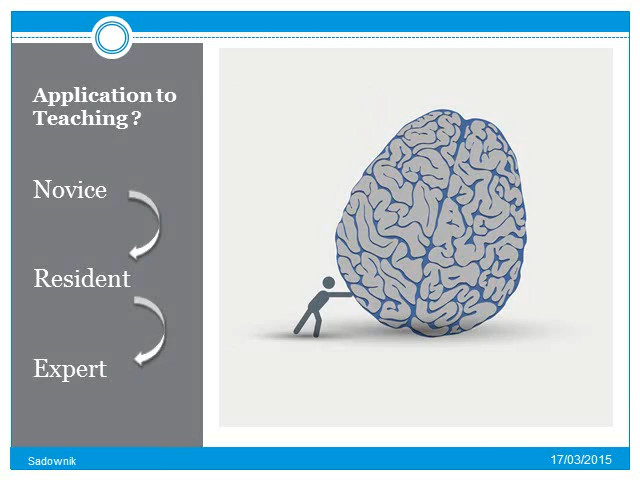 Application to
Teaching ?
Novice
Resident
Expert
Sadownik
17/03/2015